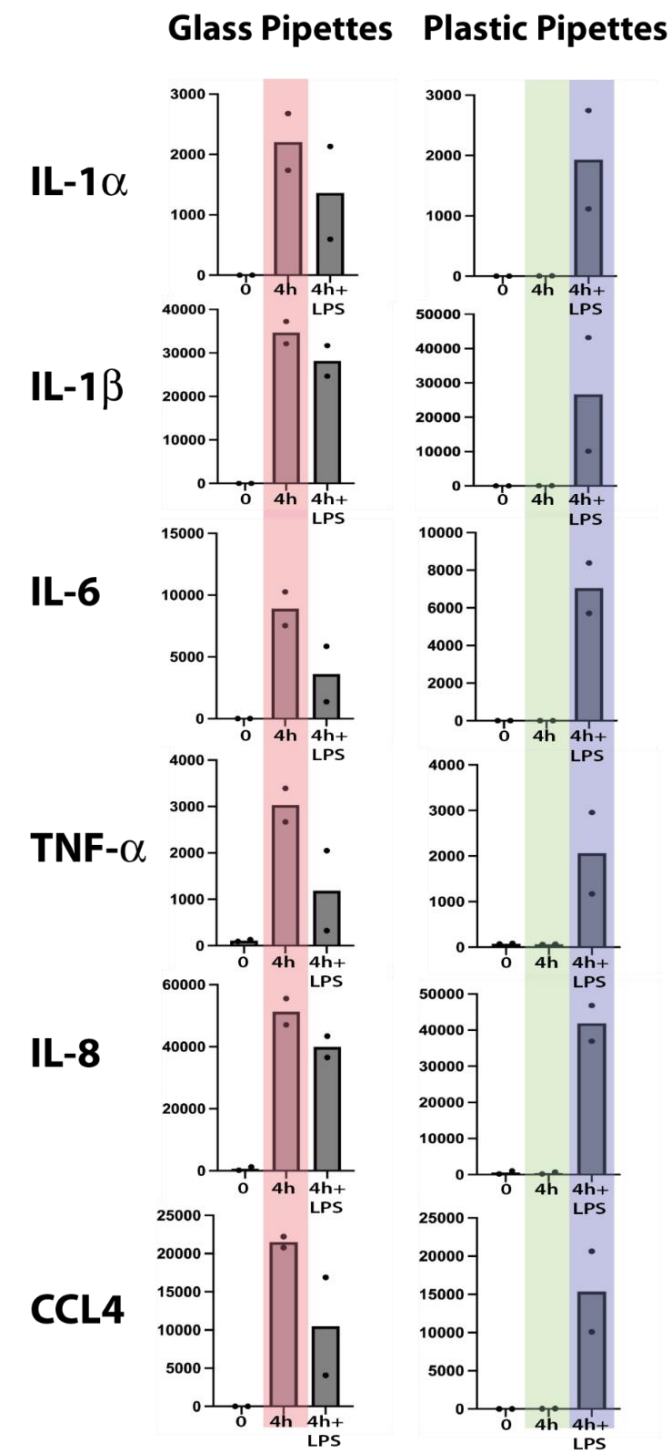 Glass Pipettes Plastic Pipettes
IL-1α
3000
2000
1000
0
0 4h 4h+
LPS
3000
2000
1000
0
0 4h 4h+
LPS
IL-1β
40000
30000
20000
10000
0
0 4h 4h+
LPS
50000
40000
30000
20000
10000
0
0 4h 4h+
LPS
IL-6
15000
10000
5000
0
0 4h 4h+
LPS
10000
8000
6000
4000
2000
0
0 4h 4h+
LPS
TNF-α
4000
3000
2000
1000
0
0 4h 4h+
LPS
4000
3000
2000
1000
0
0 4h 4h+
LPS
IL-8
60000
40000
20000
0
0 4h 4h+
LPS
50000
40000
30000
20000
10000
0
0 4h 4h+
LPS
CCL4
25000
20000
15000
10000
5000
0
0 4h 4h+
LPS
25000
20000
15000
10000
5000
0
0 4h 4h+
LPS